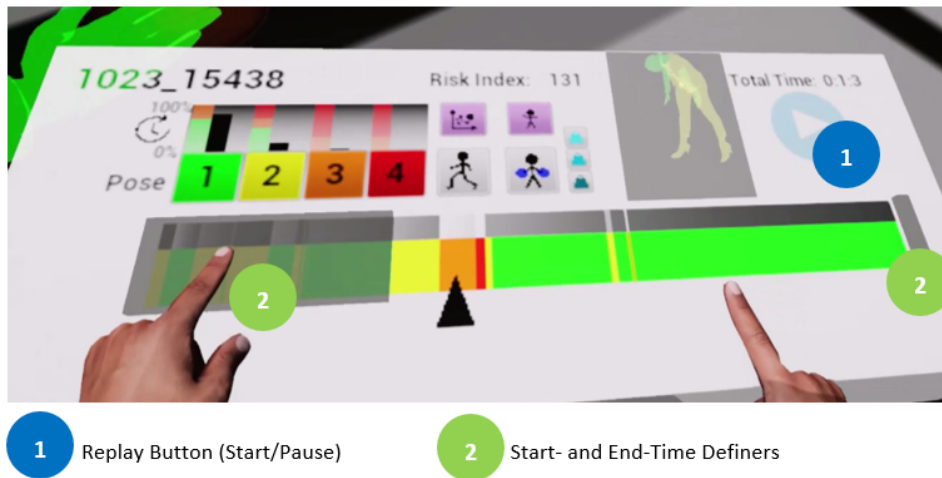 1023_15438
Risk Index: 131
Total Time: 0:1:3
100%
0%
Pose 1 2 3 4
1
2
2
1 Replay Button (Start/Pause)
2 Start- and End-Time Definers